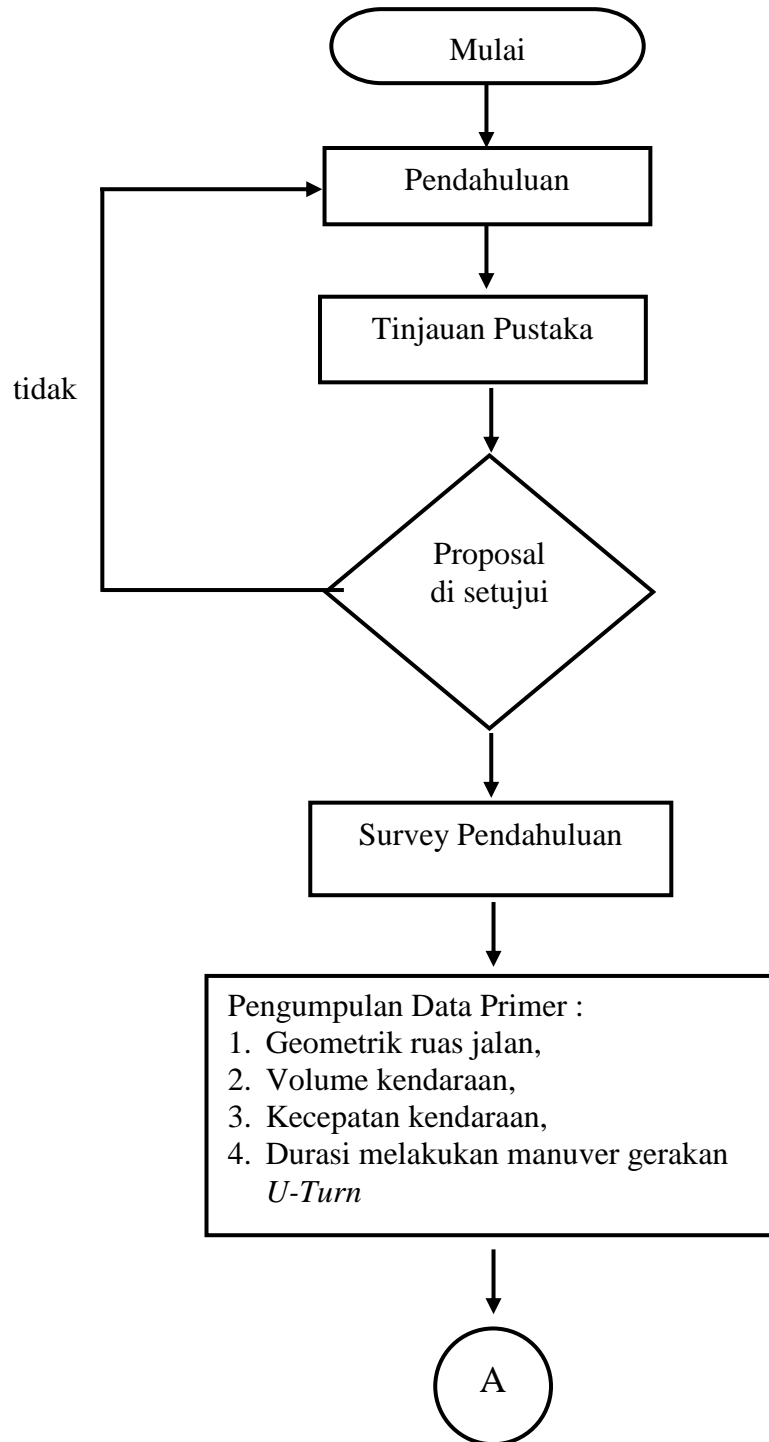 Mulai
Pendahuluan
Tinjauan Pustaka
tidak
Proposal
di setujui
Survey Pendahuluan
Pengumpulan Data Primer :
1. Geometrik ruas jalan,
2. Volume kendaraan,
3. Kecepatan kendaraan,
4. Durasi melakukan manuver gerakan
U-Turn
A